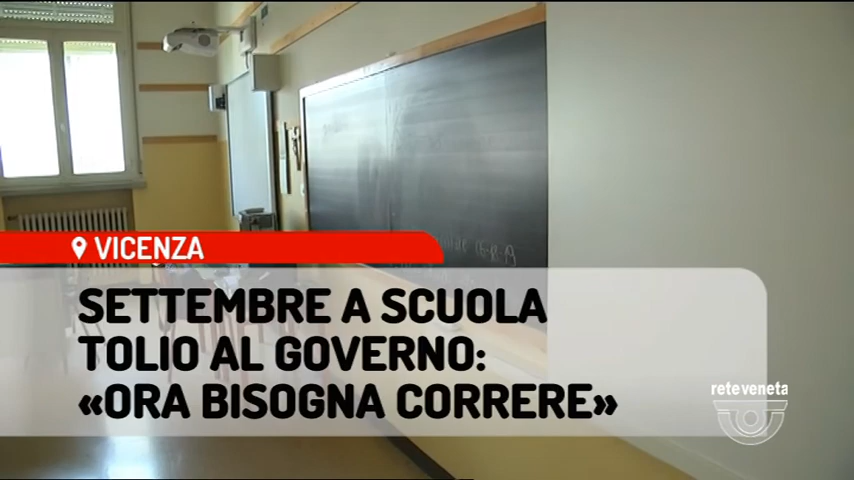 VICENZA
SETTEMBRE A SCUOLA
TOLIO AL GOVERNO:
«ORA BISOGNA CORRERE»
reteveneta